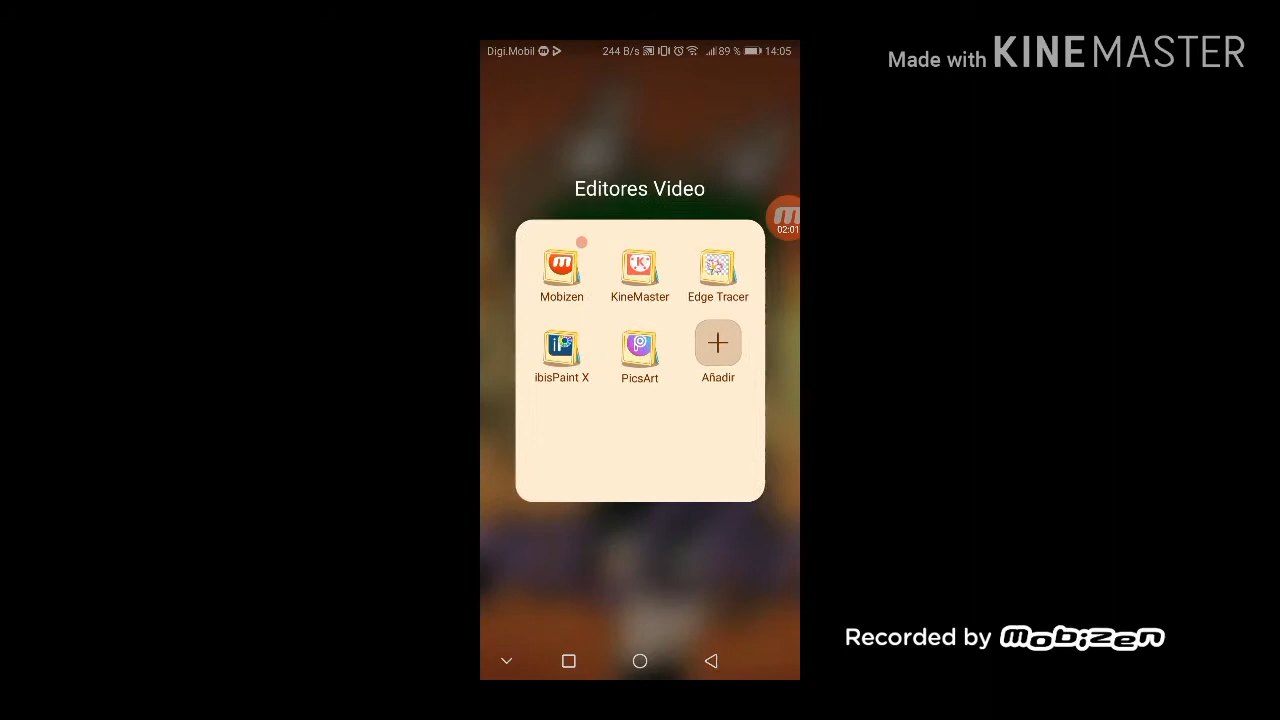 Digi.Mobil 244 B/s 89 % 14:05
Made with KINEMASTER
Editores Video
02:01
Mobizen KineMaster Edge Tracer
ibisPaint X PicsArt Añadir
Recorded by mobizen